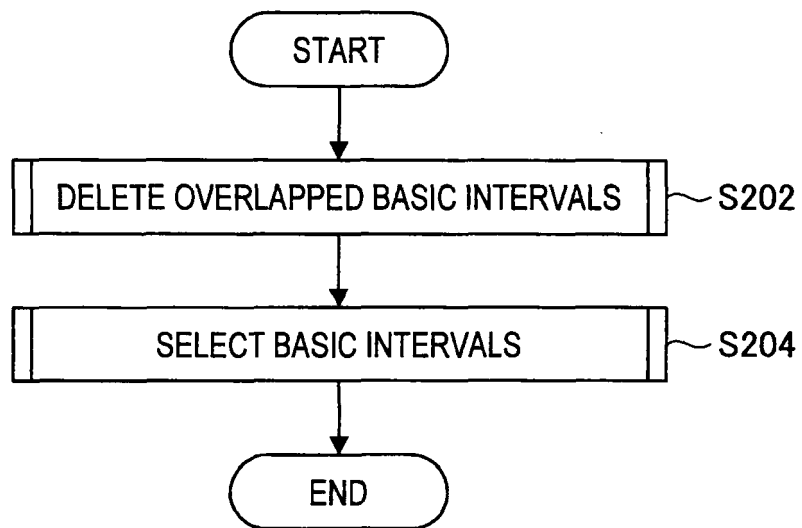 START
DELETE OVERLAPPED BASIC INTERVALS
S202
SELECT BASIC INTERVALS
S204
END